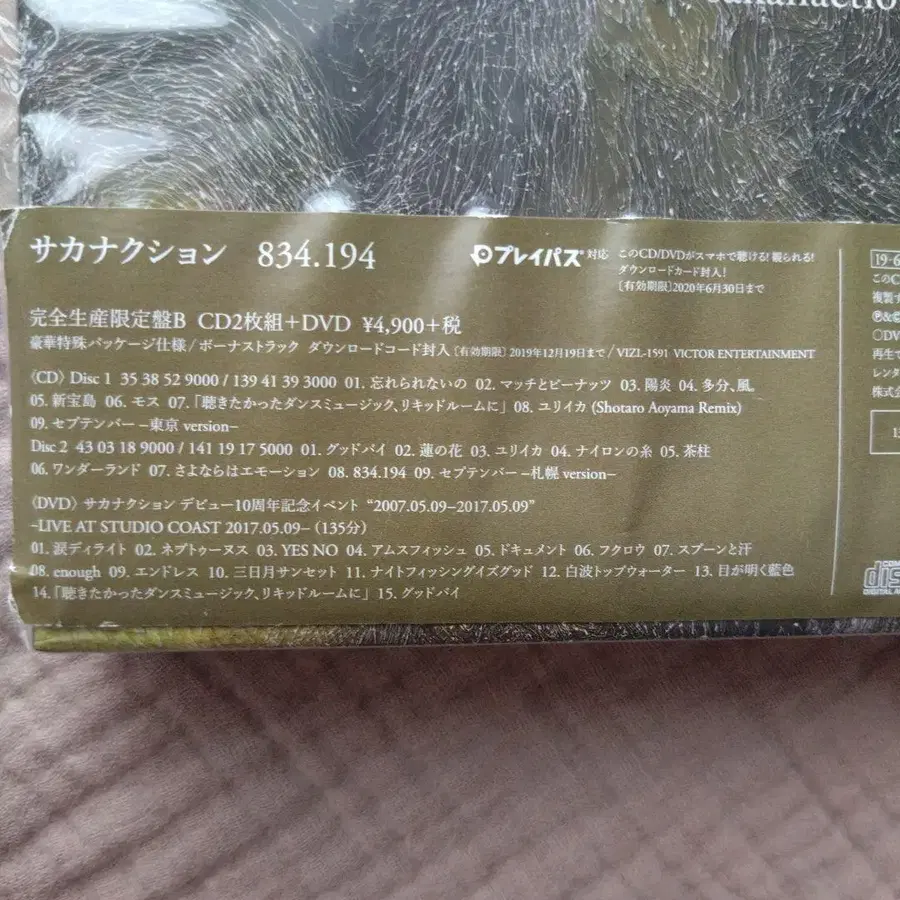 sakanaction
サカナクション 834.194
プレイパス 対応
このCD/DVDがスマホで聴ける!観られる!
ダウンロードカード封入!
[有効期限]2020年6月30日まで
完全生産限定盤B CD2枚組+DVD ¥4,900+税
豪華特殊パッケージ仕様/ボーナストラック ダウンロードコード封入[有効期限]2019年12月19日まで/VIZL-1591 VICTOR ENTERTAINMENT
〈CD〉Disc 1 35 38 52 9000 / 139 41 39 3000 01. 忘れられないの 02. マッチとピーナッツ 03. 陽炎 04. 多分、風。
05. 新宝島 06. モス 07.「聴きたかったダンスミュージック、リキッドルームに」 08. ユリイカ (Shotaro Aoyama Remix)
09. セプテンバー –東京 version–
Disc 2 43 03 18 9000 / 141 19 17 5000 01. グッドバイ 02. 蓮の花 03. ユリイカ 04. ナイロンの糸 05. 茶柱
06. ワンダーランド 07. さよならはエモーション 08. 834.194 09. セプテンバー –札幌 version–
〈DVD〉サカナクション デビュー10周年記念イベント “2007.05.09–2017.05.09”
–LIVE AT STUDIO COAST 2017.05.09–(135分)
01. 涙ディライト 02. ネプトゥーヌス 03. YES NO 04. アムスフィッシュ 05. ドキュメント 06. フクロウ 07. スプーンと汗
08. enough 09. エンドレス 10. 三日月サンセット 11. ナイトフィッシングイズグッド 12. 白波トップウォーター 13. 目が明く藍色
14.「聴きたかったダンスミュージック、リキッドルームに」 15. グッドバイ
19·6
このC
複製
℗&©
〇DV
再生で
レンタ
株式会
COM
disc
DIGITAL A